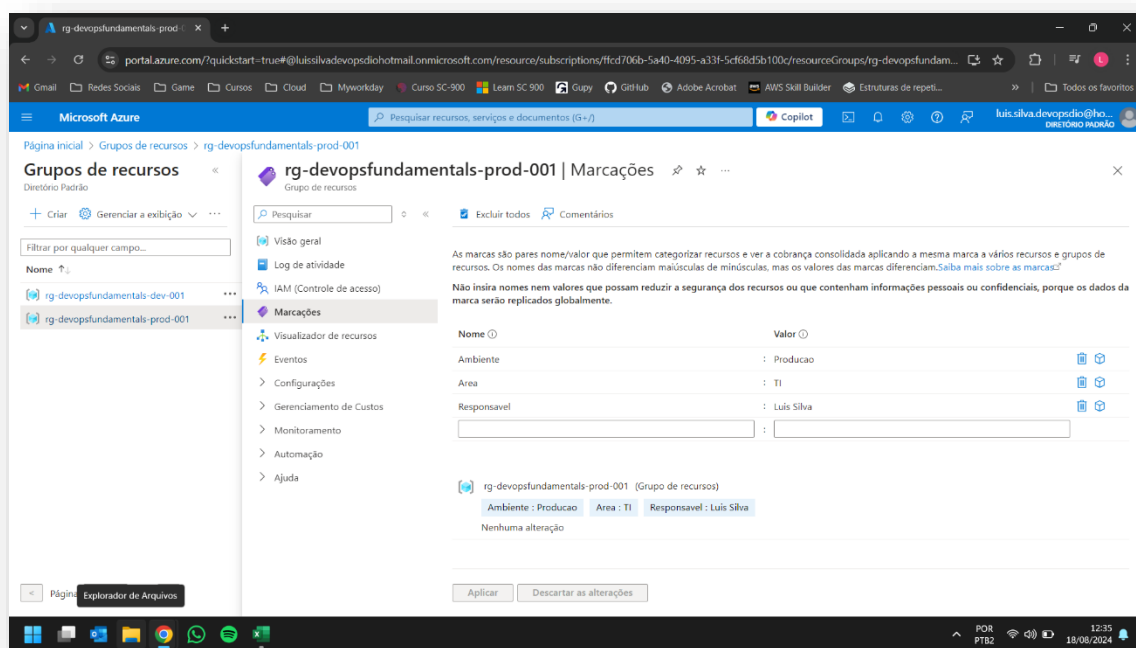 rg-devopsfundamentals-prod-0
portal.azure.com/?quickstart=true#@luissilvadevopsdiohotmail.onmicrosoft.com/resource/subscriptions/ffcd706b-5a40-4095-a33f-5cf68d5b100c/resourceGroups/rg-devopsfundam...
Gmail Redes Sociais Game Cursos Cloud Myworkday Curso SC-900 Learn SC 900 Gupy GitHub Adobe Acrobat AWS Skill Builder Estruturas de repeti... » Todos os favoritos
Microsoft Azure Pesquisar recursos, serviços e documentos (G+/) Copilot luis.silva.devopsdio@ho...
DIRETÓRIO PADRÃO
Página inicial > Grupos de recursos > rg-devopsfundamentals-prod-001
Grupos de recursos «
Diretório Padrão
+ Criar Gerenciar a exibição ...
Filtrar por qualquer campo...
Nome ↑↓
rg-devopsfundamentals-dev-001 ...
rg-devopsfundamentals-prod-001 ...
< Página
Explorador de Arquivos
rg-devopsfundamentals-prod-001 | Marcações ...
Grupo de recursos
Pesquisar «
Visão geral
Log de atividade
IAM (Controle de acesso)
Marcações
Visualizador de recursos
Eventos
> Configurações
> Gerenciamento de Custos
> Monitoramento
> Automação
> Ajuda
Excluir todos Comentários
As marcas são pares nome/valor que permitem categorizar recursos e ver a cobrança consolidada aplicando a mesma marca a vários recursos e grupos de
recursos. Os nomes das marcas não diferenciam maiúsculas de minúsculas, mas os valores das marcas diferenciam.Saiba mais sobre as marcas
Não insira nomes nem valores que possam reduzir a segurança dos recursos ou que contenham informações pessoais ou confidenciais, porque os dados da
marca serão replicados globalmente.
Nome Valor
Ambiente : Producao
Area : TI
Responsavel : Luis Silva
:
rg-devopsfundamentals-prod-001 (Grupo de recursos)
Ambiente : Producao Area : TI Responsavel : Luis Silva
Nenhuma alteração
Aplicar Descartar as alterações
POR 12:35
PTB2 18/08/2024